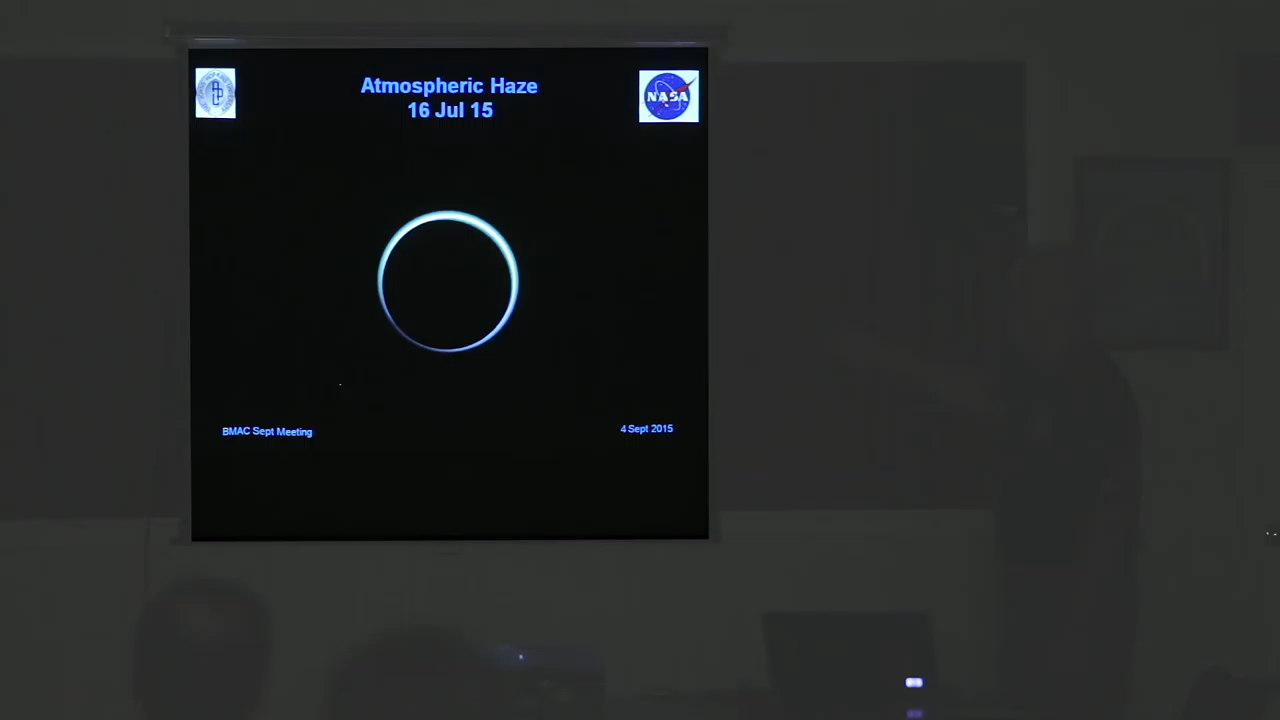 Atmospheric Haze
16 Jul 15
NASA
BMAC Sept Meeting
4 Sept 2015